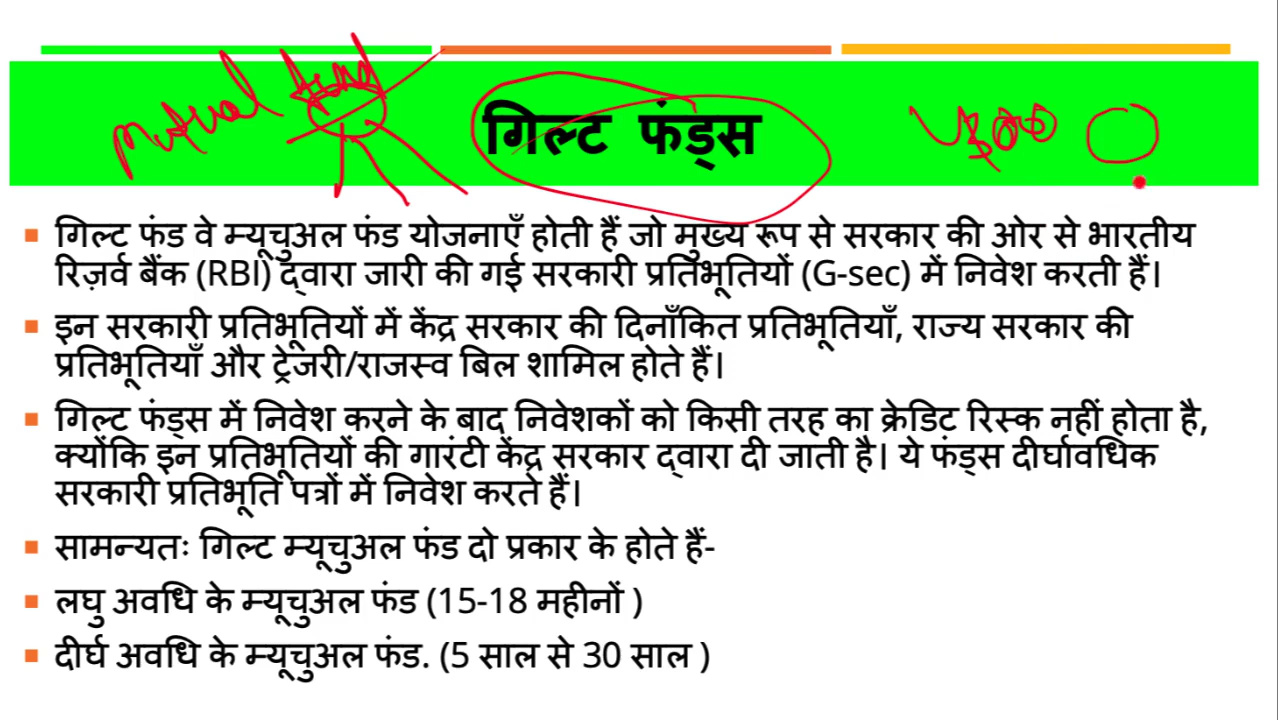 mutual fund
गिल्ट फंड्स
गिल्ट फंड वे म्यूचुअल फंड योजनाएँ होती हैं जो मुख्य रूप से सरकार की ओर से भारतीय
रिज़र्व बैंक (RBI) द्वारा जारी की गई सरकारी प्रतिभूतियों (G-sec) में निवेश करती हैं।
इन सरकारी प्रतिभूतियों में केंद्र सरकार की दिनाँकित प्रतिभूतियाँ, राज्य सरकार की
प्रतिभूतियाँ और ट्रेजरी/राजस्व बिल शामिल होते हैं।
गिल्ट फंड्स में निवेश करने के बाद निवेशकों को किसी तरह का क्रेडिट रिस्क नहीं होता है,
क्योंकि इन प्रतिभूतियों की गारंटी केंद्र सरकार द्वारा दी जाती है। ये फंड्स दीर्घावधिक
सरकारी प्रतिभूति पत्रों में निवेश करते हैं।
सामन्यतः गिल्ट म्यूचुअल फंड दो प्रकार के होते हैं-
लघु अवधि के म्यूचुअल फंड (15-18 महीनों )
दीर्घ अवधि के म्यूचुअल फंड. (5 साल से 30 साल )